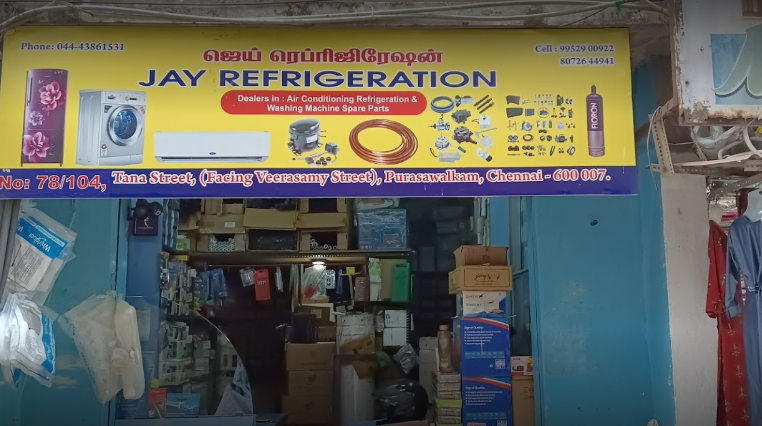 Phone: 044-43861531
ஜெய் ரெப்ரிஜிரேஷன்
Cell : 99529 00922
80726 44941
JAY REFRIGERATION
Dealers in : Air Conditioning Refrigeration &
Washing Machine Spare Parts
FLORON
No: 78/104, Tana Street, (Facing Veerasamy Street), Purasawalkam, Chennai - 600 007.